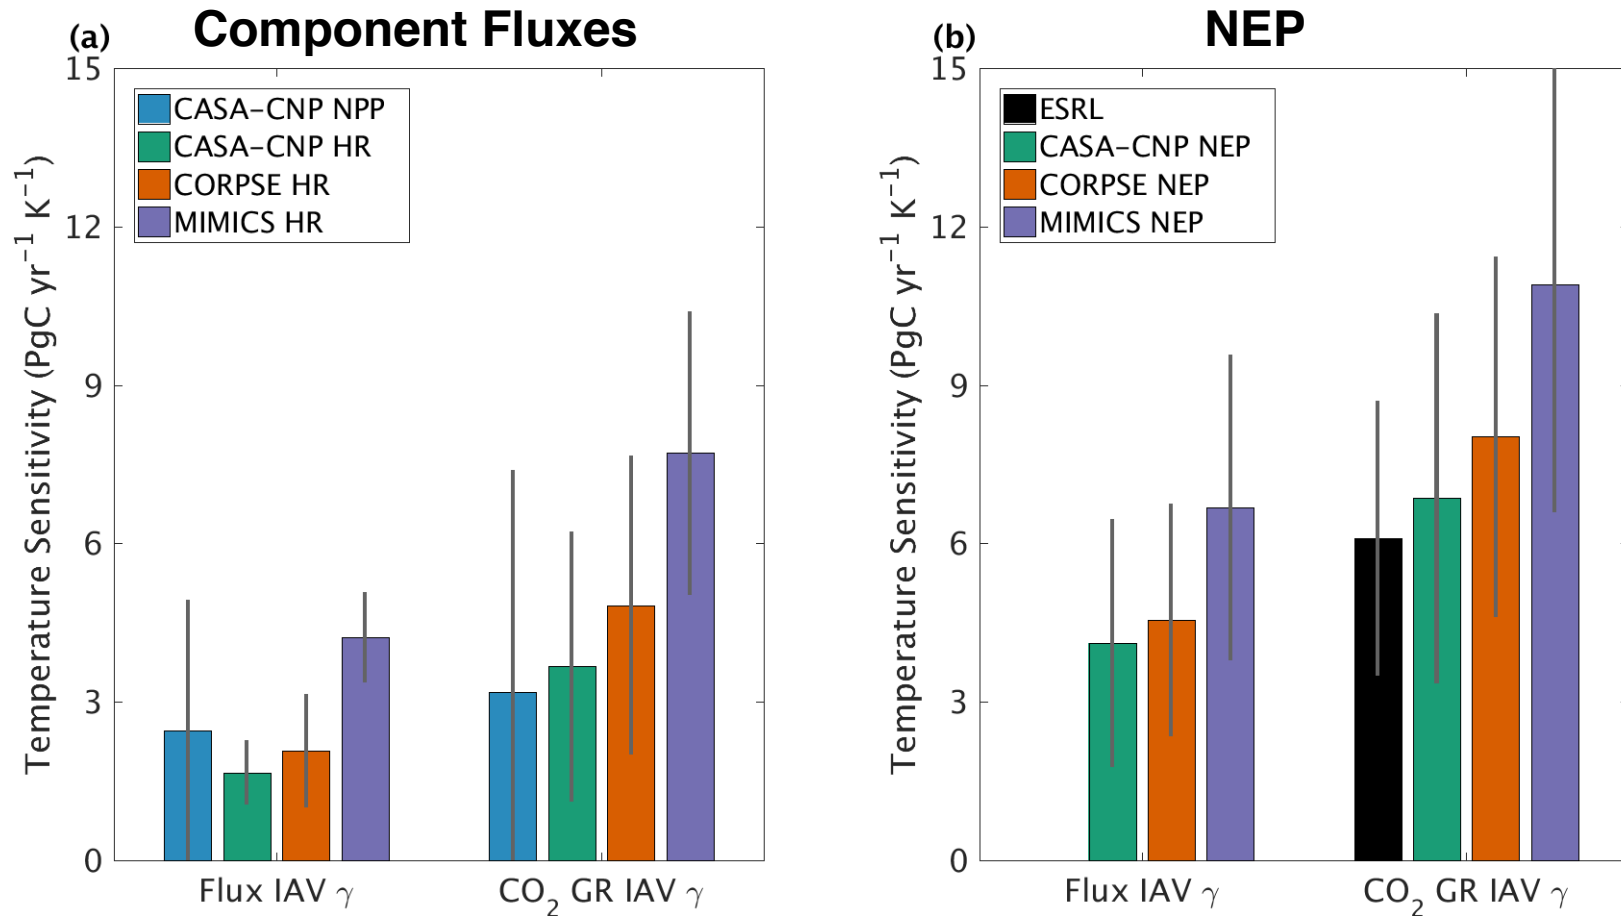 (a) Component Fluxes
CASA-CNP NPP
CASA-CNP HR
CORPSE HR
MIMICS HR
Temperature Sensitivity (PgC yr⁻¹ K⁻¹)
15
12
9
6
3
0
Flux IAV γ
CO₂ GR IAV γ
(b) NEP
ESRL
CASA-CNP NEP
CORPSE NEP
MIMICS NEP
Temperature Sensitivity (PgC yr⁻¹ K⁻¹)
15
12
9
6
3
0
Flux IAV γ
CO₂ GR IAV γ